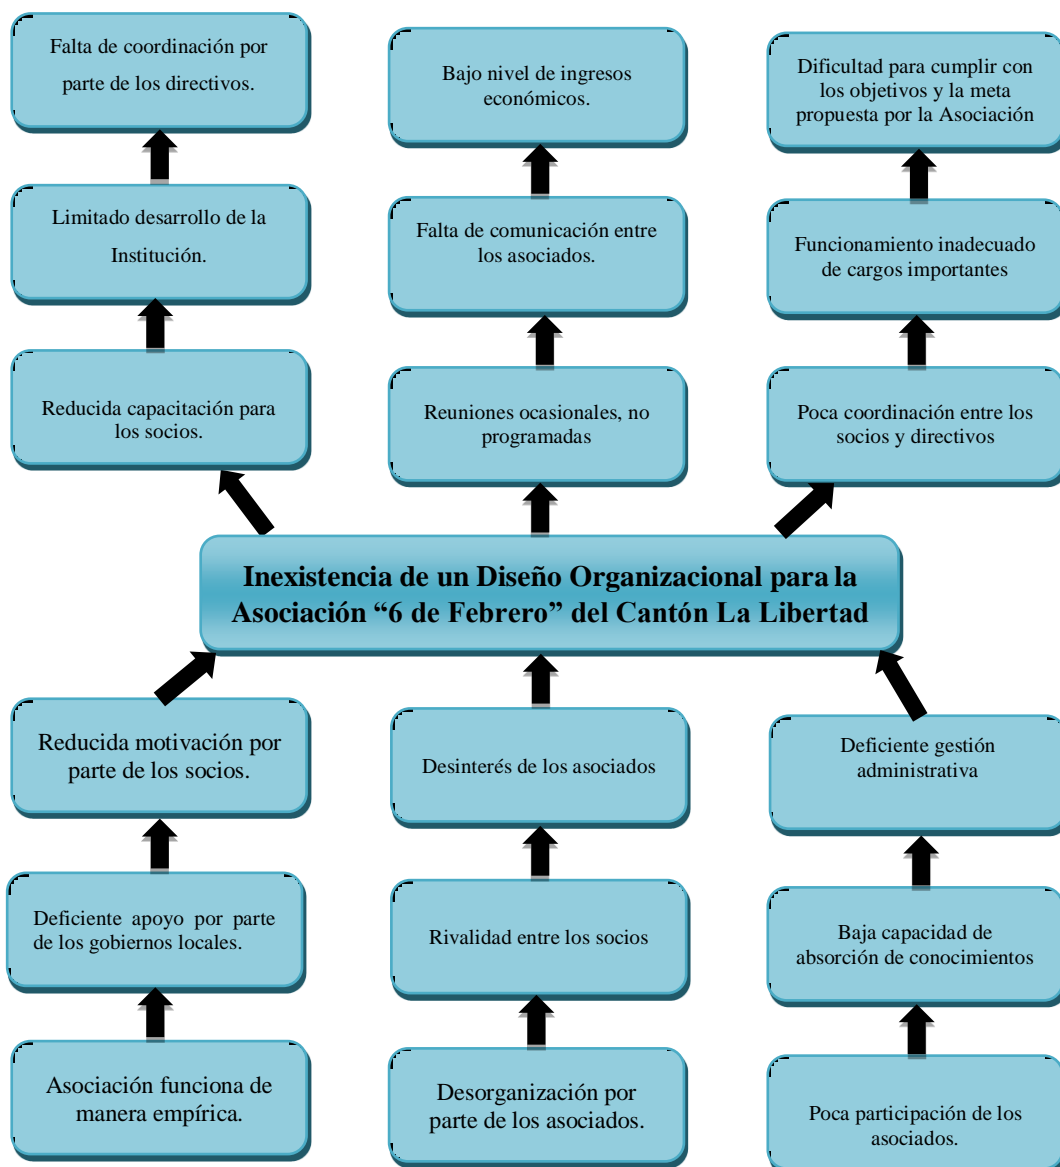 Falta de coordinación por
parte de los directivos.
Bajo nivel de ingresos
económicos.
Dificultad para cumplir con
los objetivos y la meta
propuesta por la Asociación
Limitado desarrollo de la
Institución.
Falta de comunicación entre
los asociados.
Funcionamiento inadecuado
de cargos importantes
Reducida capacitación para
los socios.
Reuniones ocasionales, no
programadas
Poca coordinación entre los
socios y directivos
Inexistencia de un Diseño Organizacional para la
Asociación “6 de Febrero” del Cantón La Libertad
Reducida motivación por
parte de los socios.
Desinterés de los asociados
Deficiente gestión
administrativa
Deficiente apoyo por parte
de los gobiernos locales.
Rivalidad entre los socios
Baja capacidad de
absorción de conocimientos
Asociación funciona de
manera empírica.
Desorganización por
parte de los asociados.
Poca participación de los
asociados.